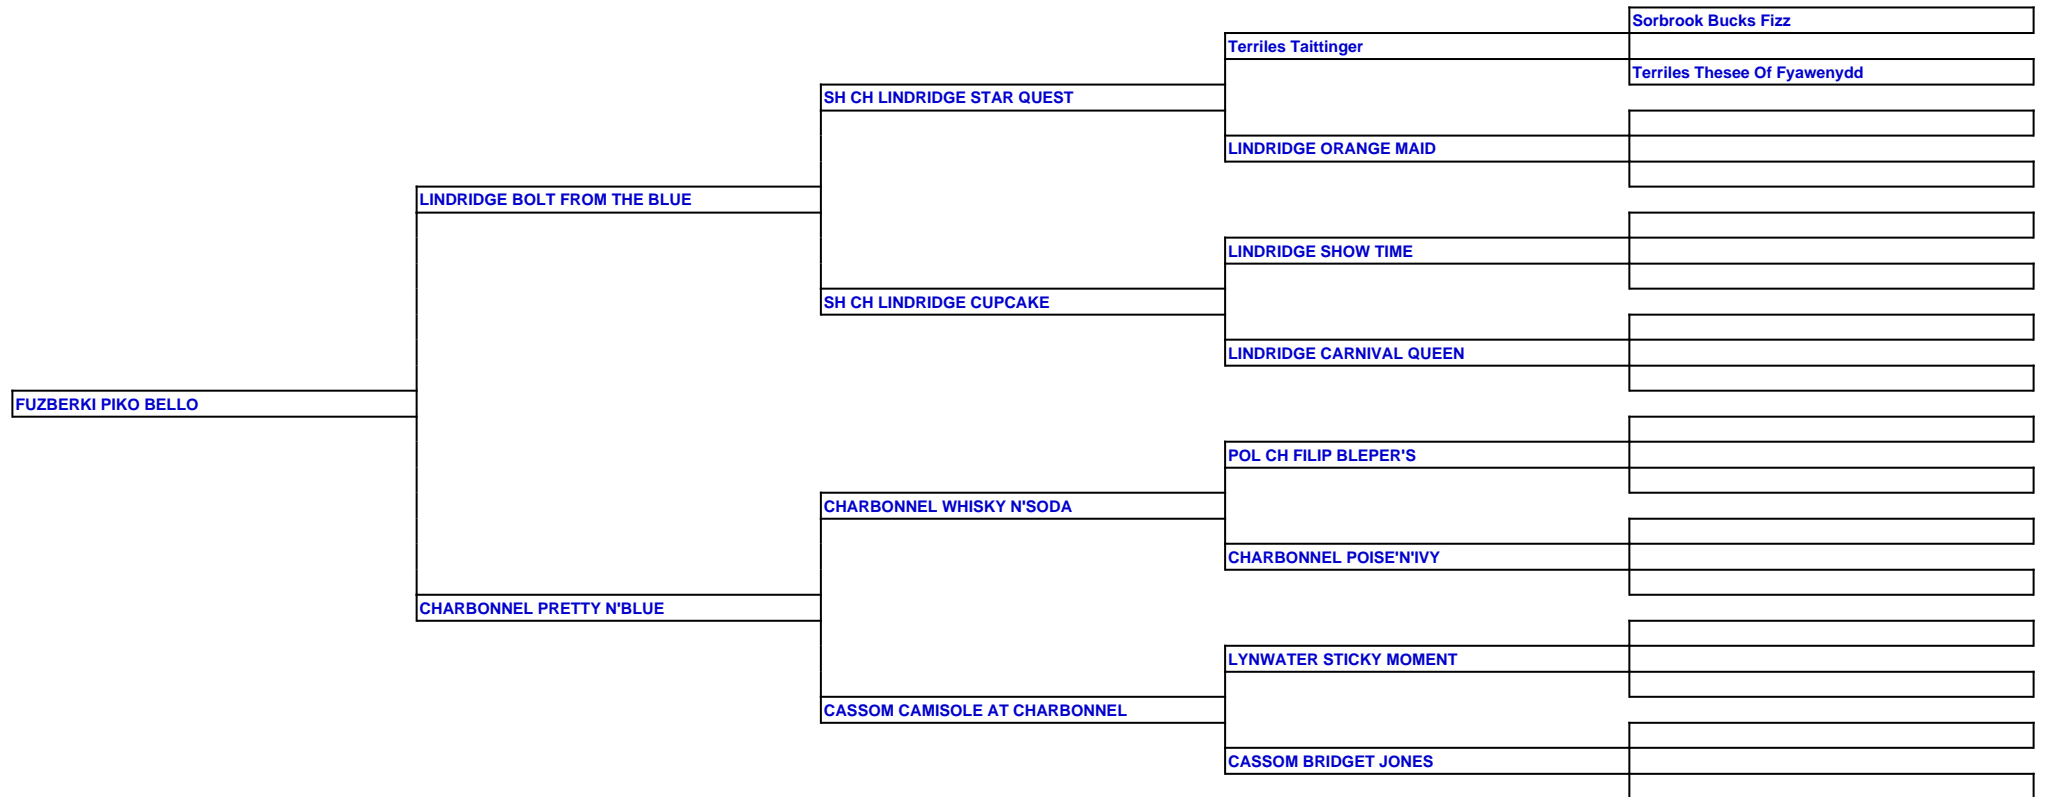 Sorbrook Bucks Fizz
Terriles Taittinger
Terriles Thesee Of Fyawenydd
SH CH LINDRIDGE STAR QUEST
LINDRIDGE ORANGE MAID
LINDRIDGE BOLT FROM THE BLUE
LINDRIDGE SHOW TIME
SH CH LINDRIDGE CUPCAKE
LINDRIDGE CARNIVAL QUEEN
FUZBERKI PIKO BELLO
POL CH FILIP BLEPER'S
CHARBONNEL WHISKY N'SODA
CHARBONNEL POISE'N'IVY
CHARBONNEL PRETTY N'BLUE
LYNWATER STICKY MOMENT
CASSOM CAMISOLE AT CHARBONNEL
CASSOM BRIDGET JONES